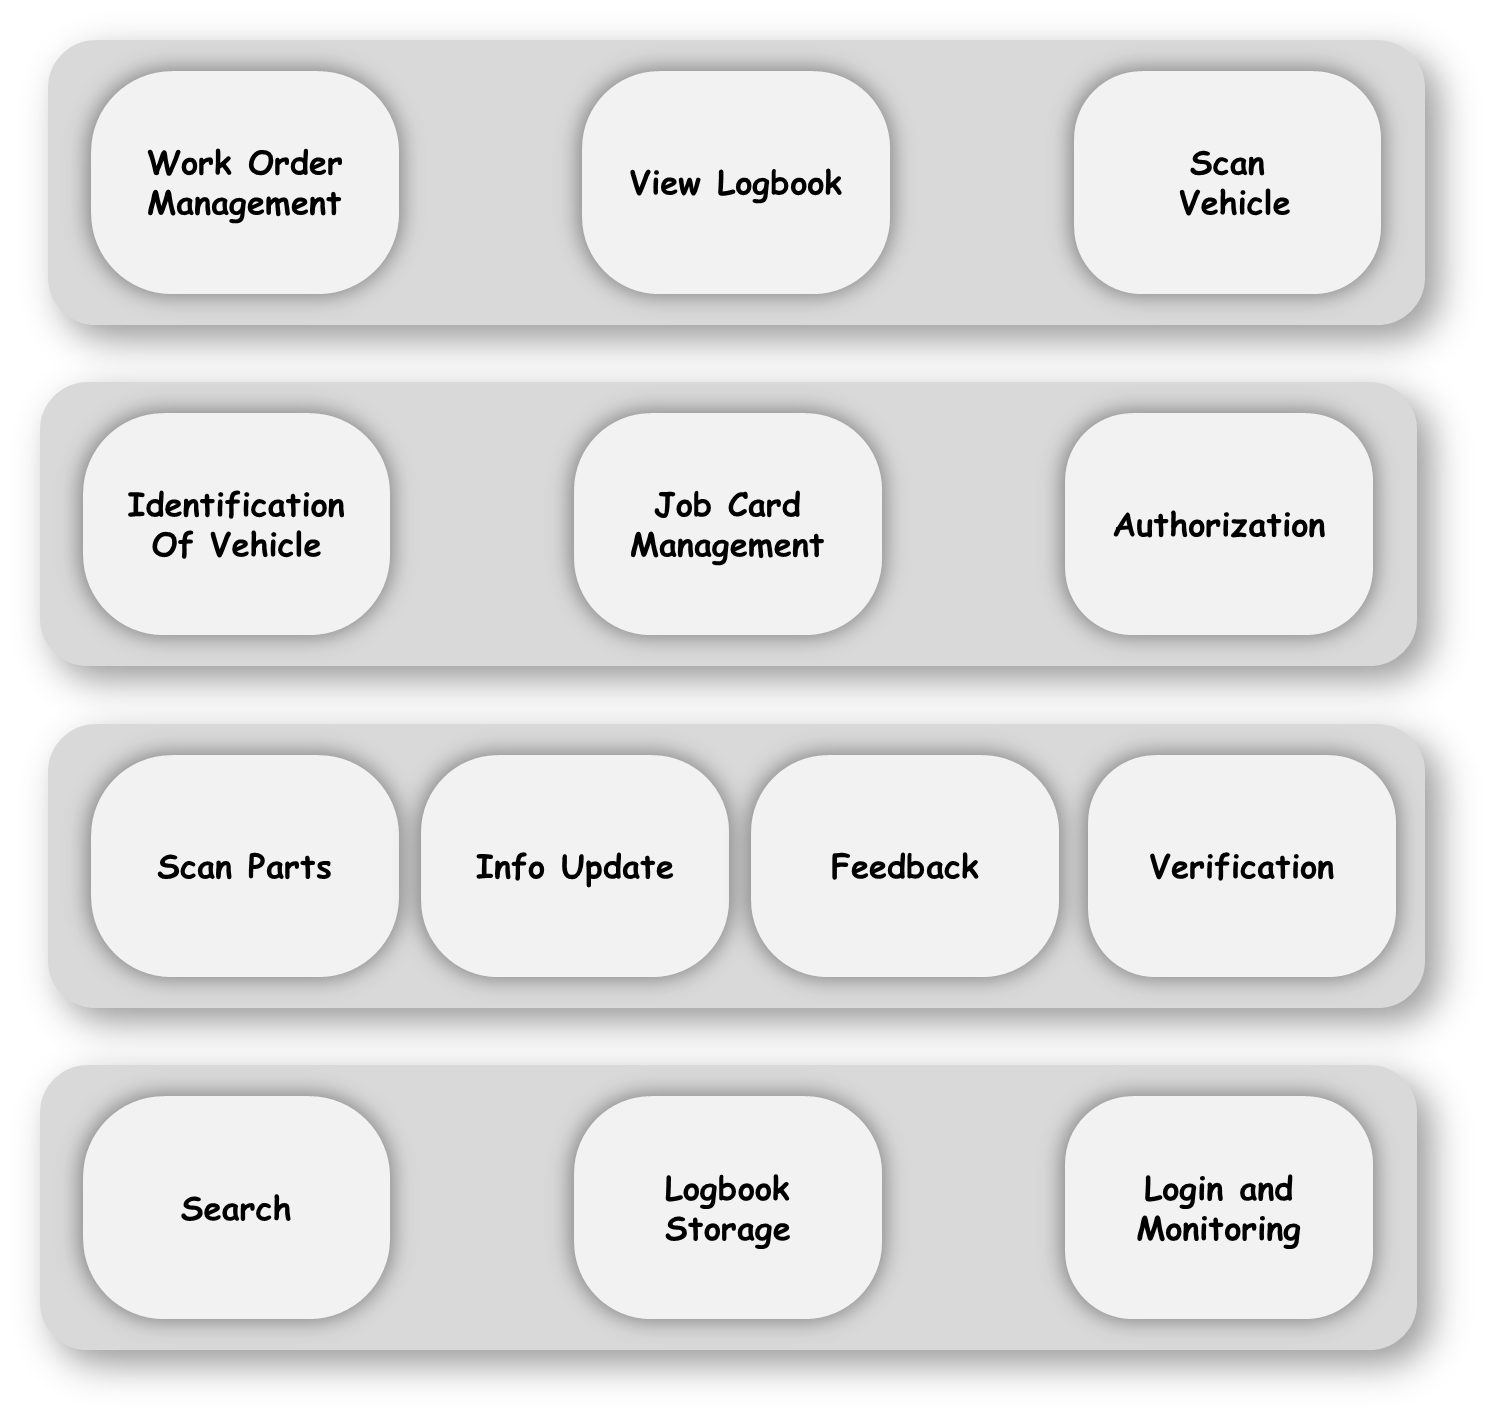 Work Order
Management
View Logbook
Scan
Vehicle
Identification
Of Vehicle
Job Card
Management
Authorization
Scan Parts
Info Update
Feedback
Verification
Search
Logbook
Storage
Login and
Monitoring